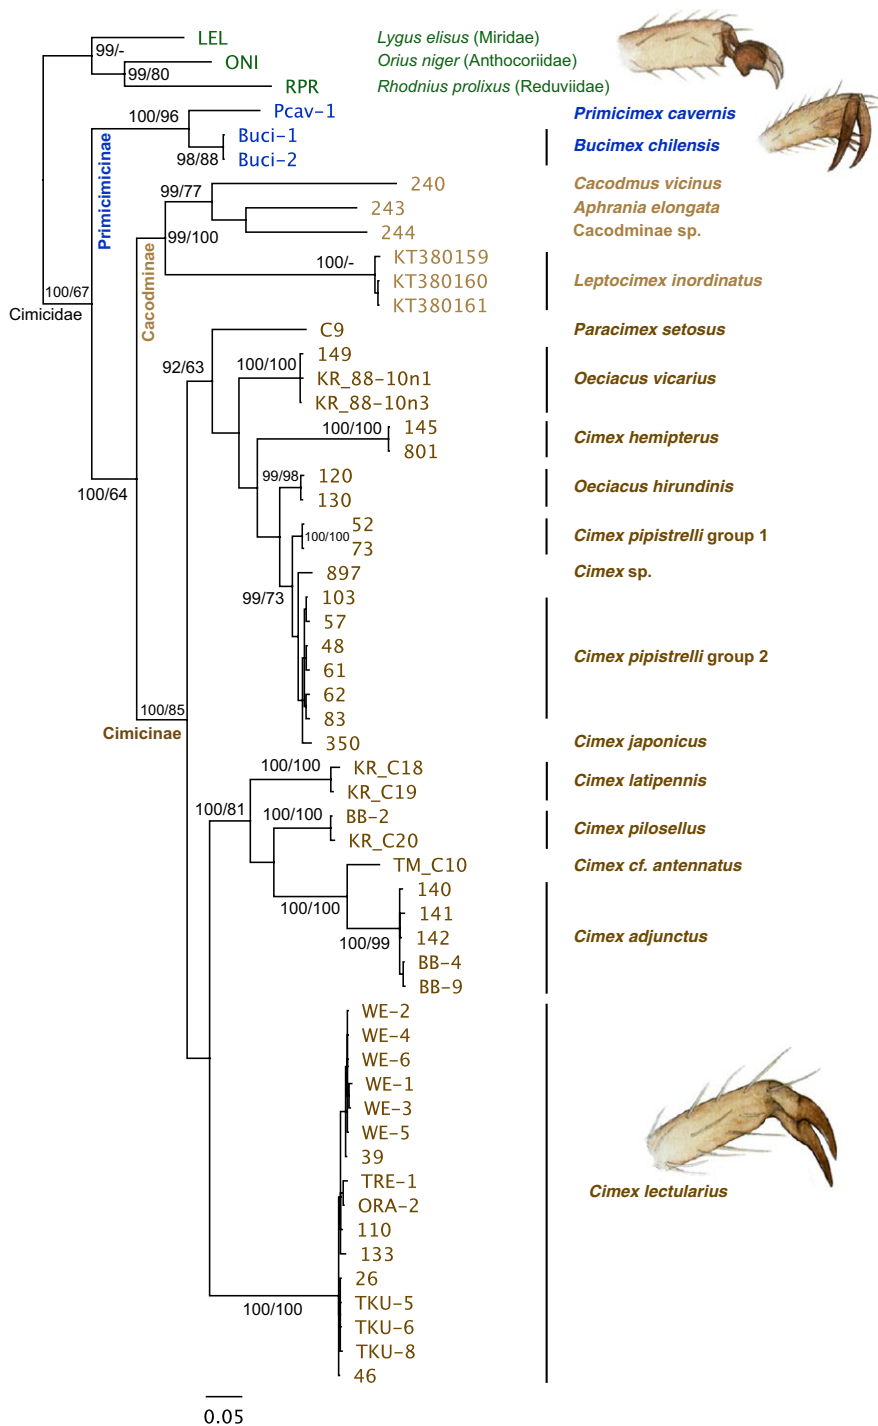 LEL Lygus elisus (Miridae)
99/-
ONI Orius niger (Anthocoriidae)
99/80
RPR Rhodnius prolixus (Reduviidae)
100/96
Pcav-1 Primicimex cavernis
Buci-1
Bucimex chilensis
98/88
Buci-2
Primicimicinae
99/77
240 Cacodmus vicinus
243 Aphrania elongata
244 Cacodminae sp.
99/100
Cacodminae
100/-
KT380159
KT380160 Leptocimex inordinatus
KT380161
100/67
Cimicidae
C9 Paracimex setosus
92/63
100/100
149
KR_88-10n1 Oeciacus vicarius
KR_88-10n3
100/100
145
Cimex hemipterus
801
99/98
120
Oeciacus hirundinis
130
100/64
52
100/100
Cimex pipistrelli group 1
73
897 Cimex sp.
99/73
103
57
48
Cimex pipistrelli group 2
61
62
83
100/85
Cimicinae
350 Cimex japonicus
100/100
KR_C18
Cimex latipennis
KR_C19
100/81
100/100
BB-2
Cimex pilosellus
KR_C20
TM_C10 Cimex cf. antennatus
100/100
140
141
142 Cimex adjunctus
100/99
BB-4
BB-9
WE-2
WE-4
WE-6
WE-1
WE-3
WE-5
39
TRE-1
Cimex lectularius
ORA-2
110
133
26
100/100
TKU-5
TKU-6
TKU-8
46
0.05